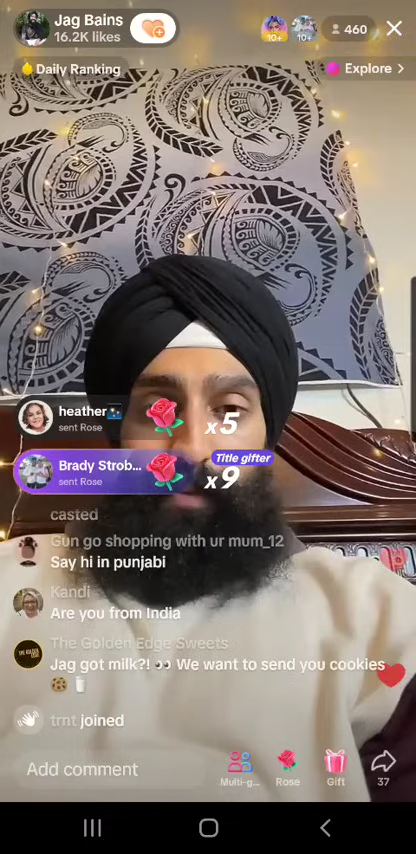 Jag Bains
16.2K likes
10+
10+
460
Daily Ranking
Explore >
heather
sent Rose
x5
Title gifter
Brady Strob...
sent Rose
x9
casted
Gun go shopping with ur mum_12
Say hi in punjabi
Kandi
Are you from India
The Golden Edge Sweets
Jag got milk?! 👀 We want to send you cookies
🍪🥛
trnt joined
Add comment
Multi-g...
Rose
Gift
37